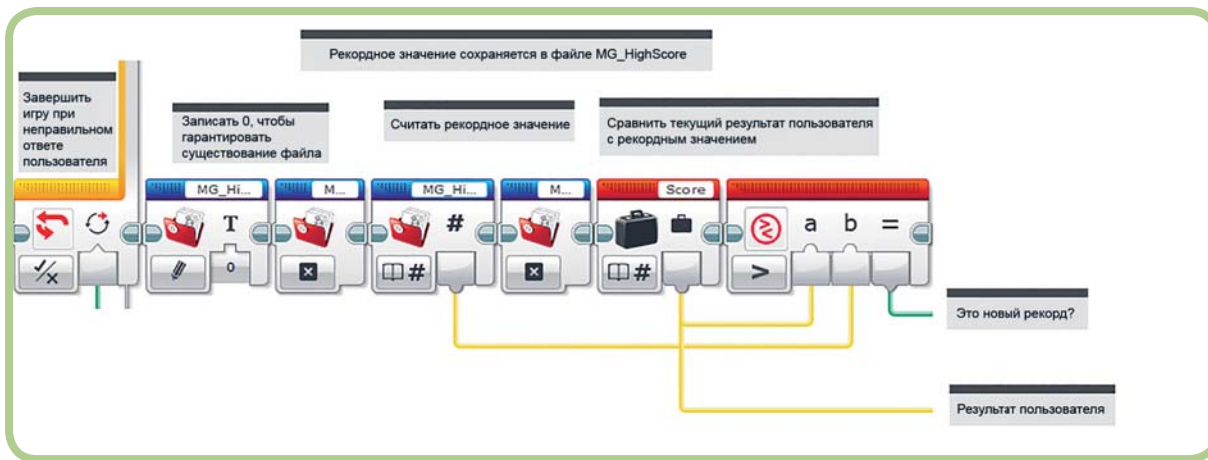 Рекордное значение сохраняется в файле MG_HighScore
Завершить
игру при
неправильном
ответе
пользователя
Записать 0, чтобы
гарантировать
существование файла
Считать рекордное значение
Сравнить текущий результат пользователя
с рекордным значением
MG_Hi...
M...
MG_Hi...
M...
Score
T
#
a b =
0
#
#
>
Это новый рекорд?
Результат пользователя